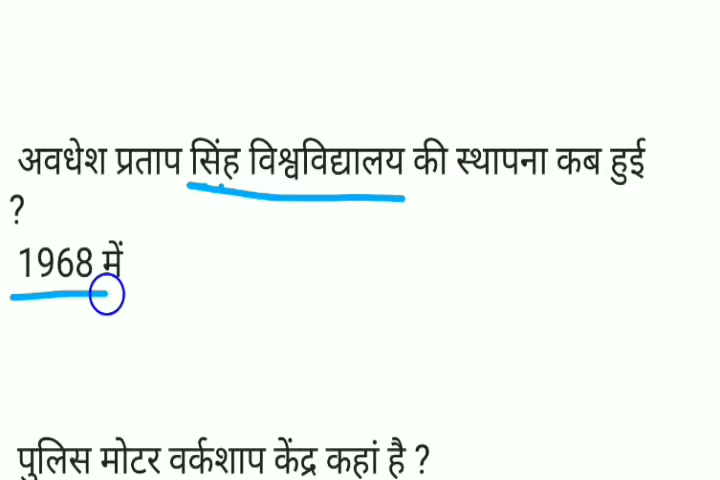 अवधेश प्रताप सिंह विश्वविद्यालय की स्थापना कब हुई
?
1968 में
पुलिस मोटर वर्कशाप केंद्र कहां है ?